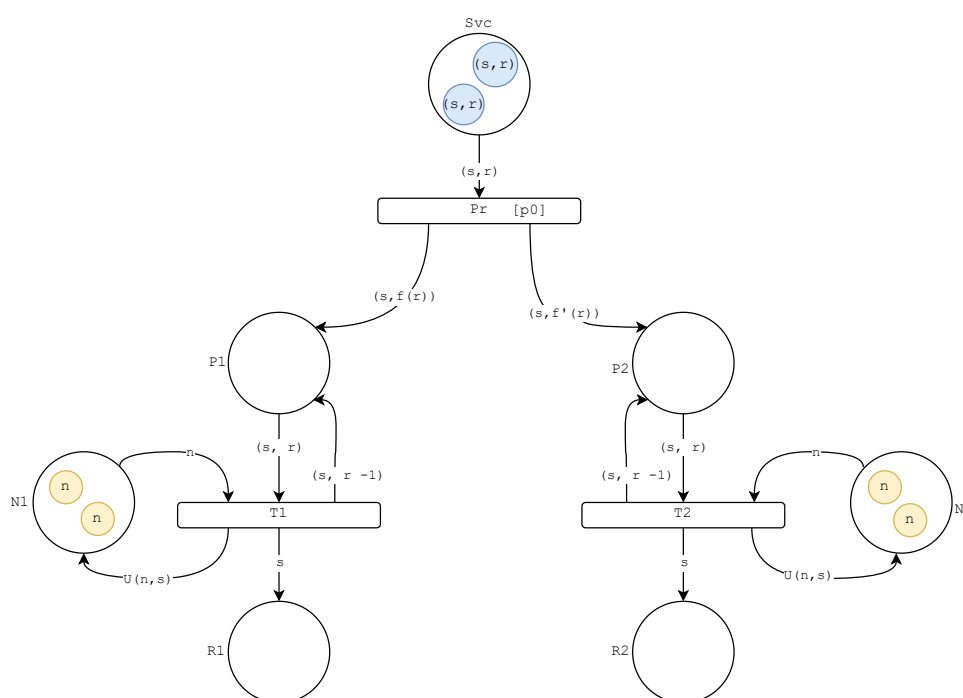 Svc
(s,r)
(s,r)
(s,r)
Pr [p0]
(s,f(r))
(s,f'(r))
P1
P2
(s, r)
(s, r)
n
n
(s, r -1)
(s, r -1)
N1
n
n
T1
T2
n
n
N
U(n,s)
s
s
U(n,s)
R1
R2